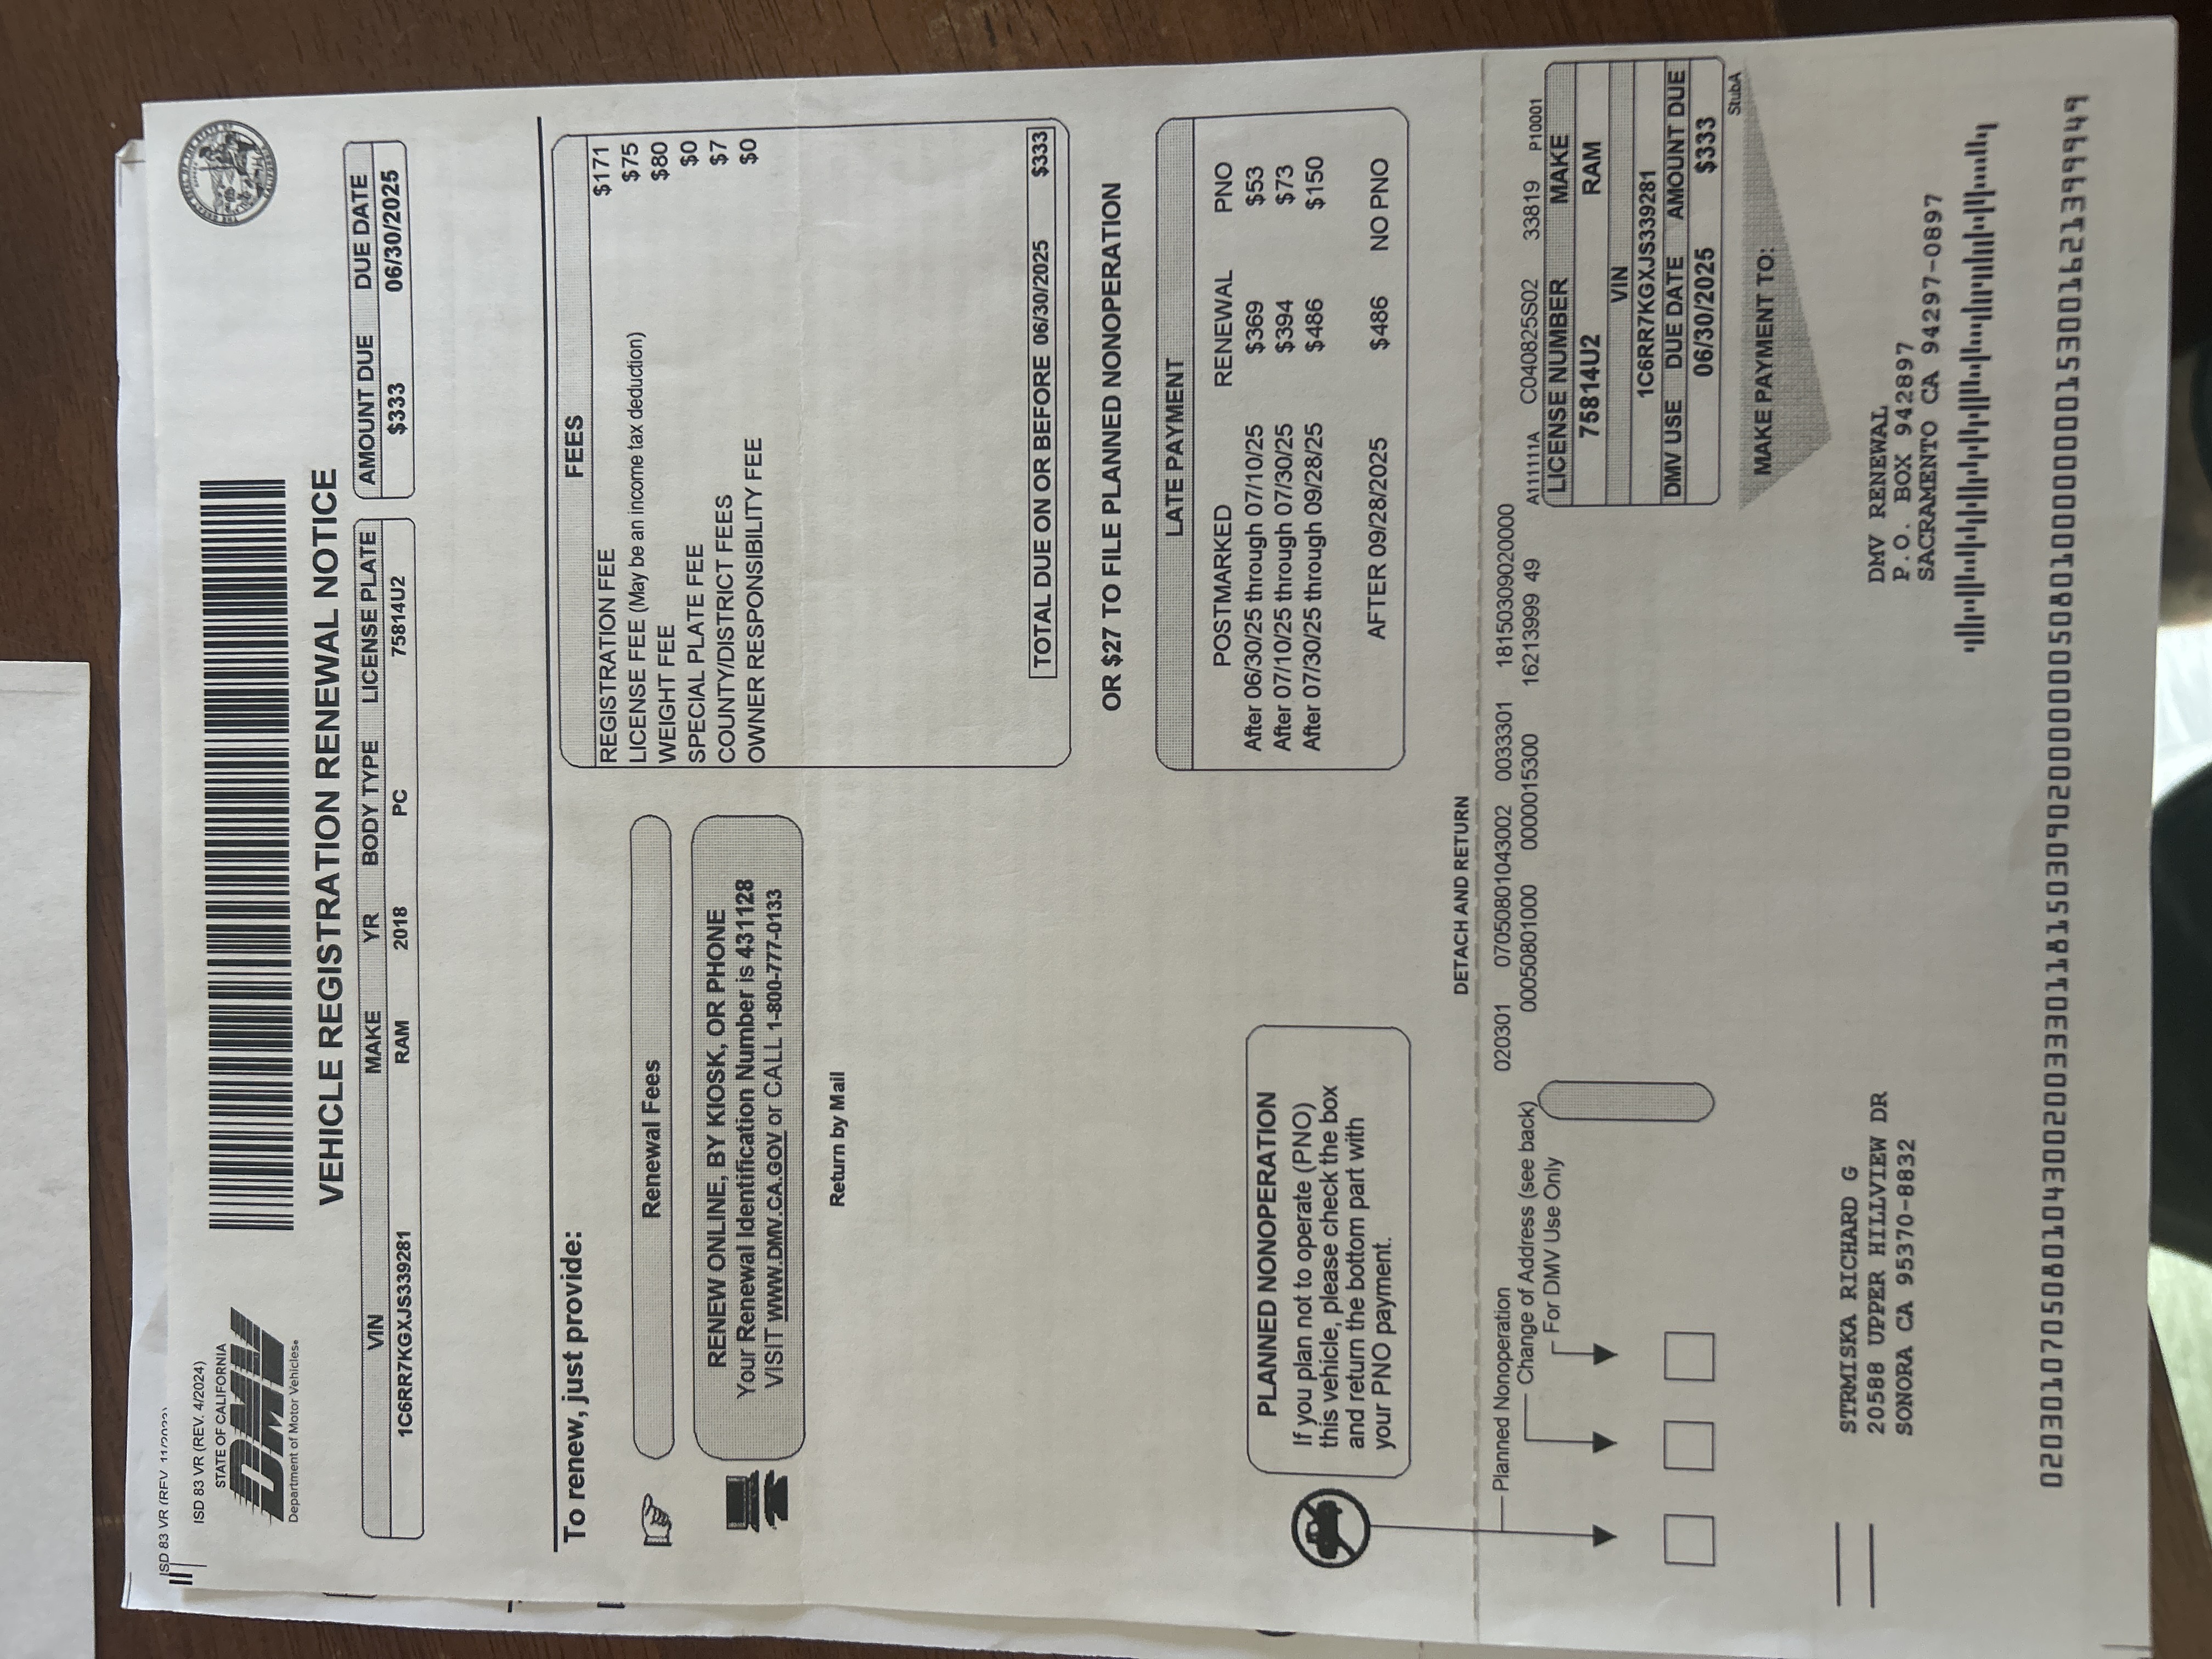 ISD 83 VR (REV. 11/2023)
ISD 83 VR (REV. 4/2024)
STATE OF CALIFORNIA
DMV
Department of Motor Vehicles
VEHICLE REGISTRATION RENEWAL NOTICE
VIN MAKE YR BODY TYPE LICENSE PLATE AMOUNT DUE DUE DATE
1C6RR7KGXJS339281 RAM 2018 PC 75814U2 $333 06/30/2025
To renew, just provide:
Renewal Fees
RENEW ONLINE, BY KIOSK, OR PHONE
Your Renewal Identification Number is 431128
VISIT WWW.DMV.CA.GOV or CALL 1-800-777-0133
Return by Mail
FEES
REGISTRATION FEE $171
LICENSE FEE (May be an income tax deduction) $75
WEIGHT FEE $80
SPECIAL PLATE FEE $0
COUNTY/DISTRICT FEES $7
OWNER RESPONSIBILITY FEE $0
TOTAL DUE ON OR BEFORE 06/30/2025 $333
OR $27 TO FILE PLANNED NONOPERATION
LATE PAYMENT
POSTMARKED RENEWAL PNO
After 06/30/25 through 07/10/25 $369 $53
After 07/10/25 through 07/30/25 $394 $73
After 07/30/25 through 09/28/25 $486 $150
AFTER 09/28/2025 $486 NO PNO
PLANNED NONOPERATION
If you plan not to operate (PNO)
this vehicle, please check the box
and return the bottom part with
your PNO payment.
DETACH AND RETURN
Planned Nonoperation
Change of Address (see back)
For DMV Use Only
020301 07050801043002 0033301 18150309020000
00050801000 0000015300 16213999 49 A111111A C040825S02 33819 P10001
LICENSE NUMBER MAKE
75814U2 RAM
VIN
1C6RR7KGXJS339281
DMV USE DUE DATE AMOUNT DUE
06/30/2025 $333
StubA
MAKE PAYMENT TO:
STRMISKA RICHARD G
20588 UPPER HILLVIEW DR
SONORA CA 95370-8832
DMV RENEWAL
P.O. BOX 942897
SACRAMENTO CA 94297-0897
020301070508010430020033301181503090200000005080100000000153001621399949